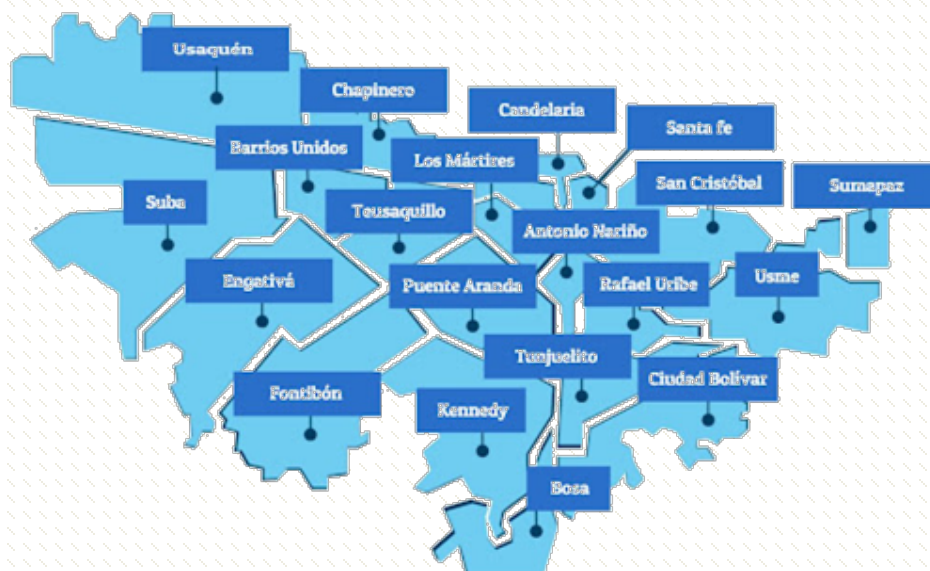 Usaquén
Chapinero
Candelaria
Santa fe
Barrios Unidos
Los Mártires
San Cristóbal
Sumapaz
Suba
Teusaquillo
Antonio Nariño
Engativá
Puente Aranda
Rafael Uribe
Usme
Tunjuelito
Ciudad Bolívar
Fontibón
Kennedy
Bosa